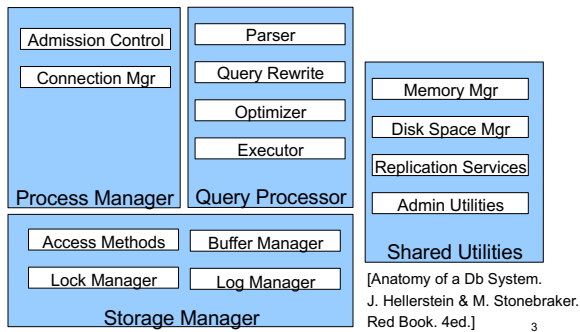 Admission Control
Connection Mgr
Process Manager
Parser
Query Rewrite
Optimizer
Executor
Query Processor
Memory Mgr
Disk Space Mgr
Replication Services
Admin Utilities
Shared Utilities
Access Methods
Buffer Manager
Lock Manager
Log Manager
Storage Manager
[Anatomy of a Db System.
J. Hellerstein & M. Stonebraker.
Red Book. 4ed.]
3